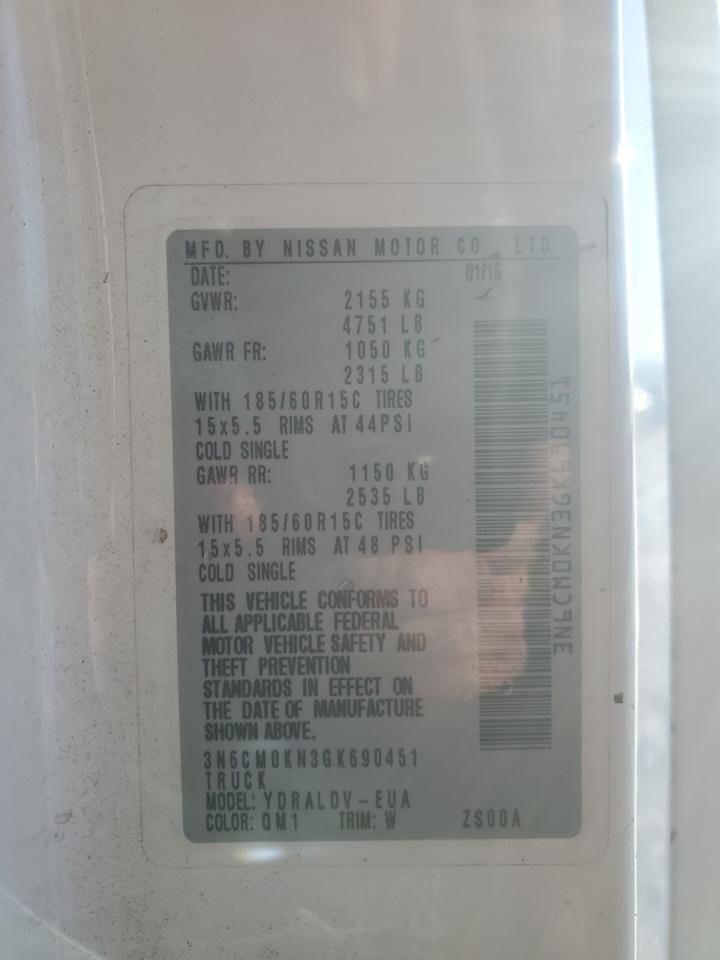 MFD. BY NISSAN MOTOR CO., LTD.
DATE: 01/16
GVWR: 2155 KG
4751 LB
GAWR FR: 1050 KG
2315 LB
WITH 185/60R15C TIRES
15x5.5 RIMS AT 44PSI
COLD SINGLE
GAWR RR: 1150 KG
2535 LB
WITH 185/60R15C TIRES
15x5.5 RIMS AT 48 PSI
COLD SINGLE
THIS VEHICLE CONFORMS TO
ALL APPLICABLE FEDERAL
MOTOR VEHICLE SAFETY AND
THEFT PREVENTION
STANDARDS IN EFFECT ON
THE DATE OF MANUFACTURE
SHOWN ABOVE.
3N6CM0KN3GK690451
TRUCK
MODEL: YDRALDV-EUA
COLOR: QM1 TRIM: W ZS00A
3N6CM0KN3GK690451